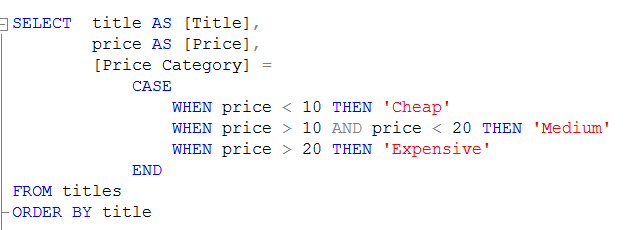 SELECT  title AS [Title],
        price AS [Price],
        [Price Category] =
            CASE
                WHEN price < 10 THEN 'Cheap'
                WHEN price > 10 AND price < 20 THEN 'Medium'
                WHEN price > 20 THEN 'Expensive'
            END
FROM titles
ORDER BY title